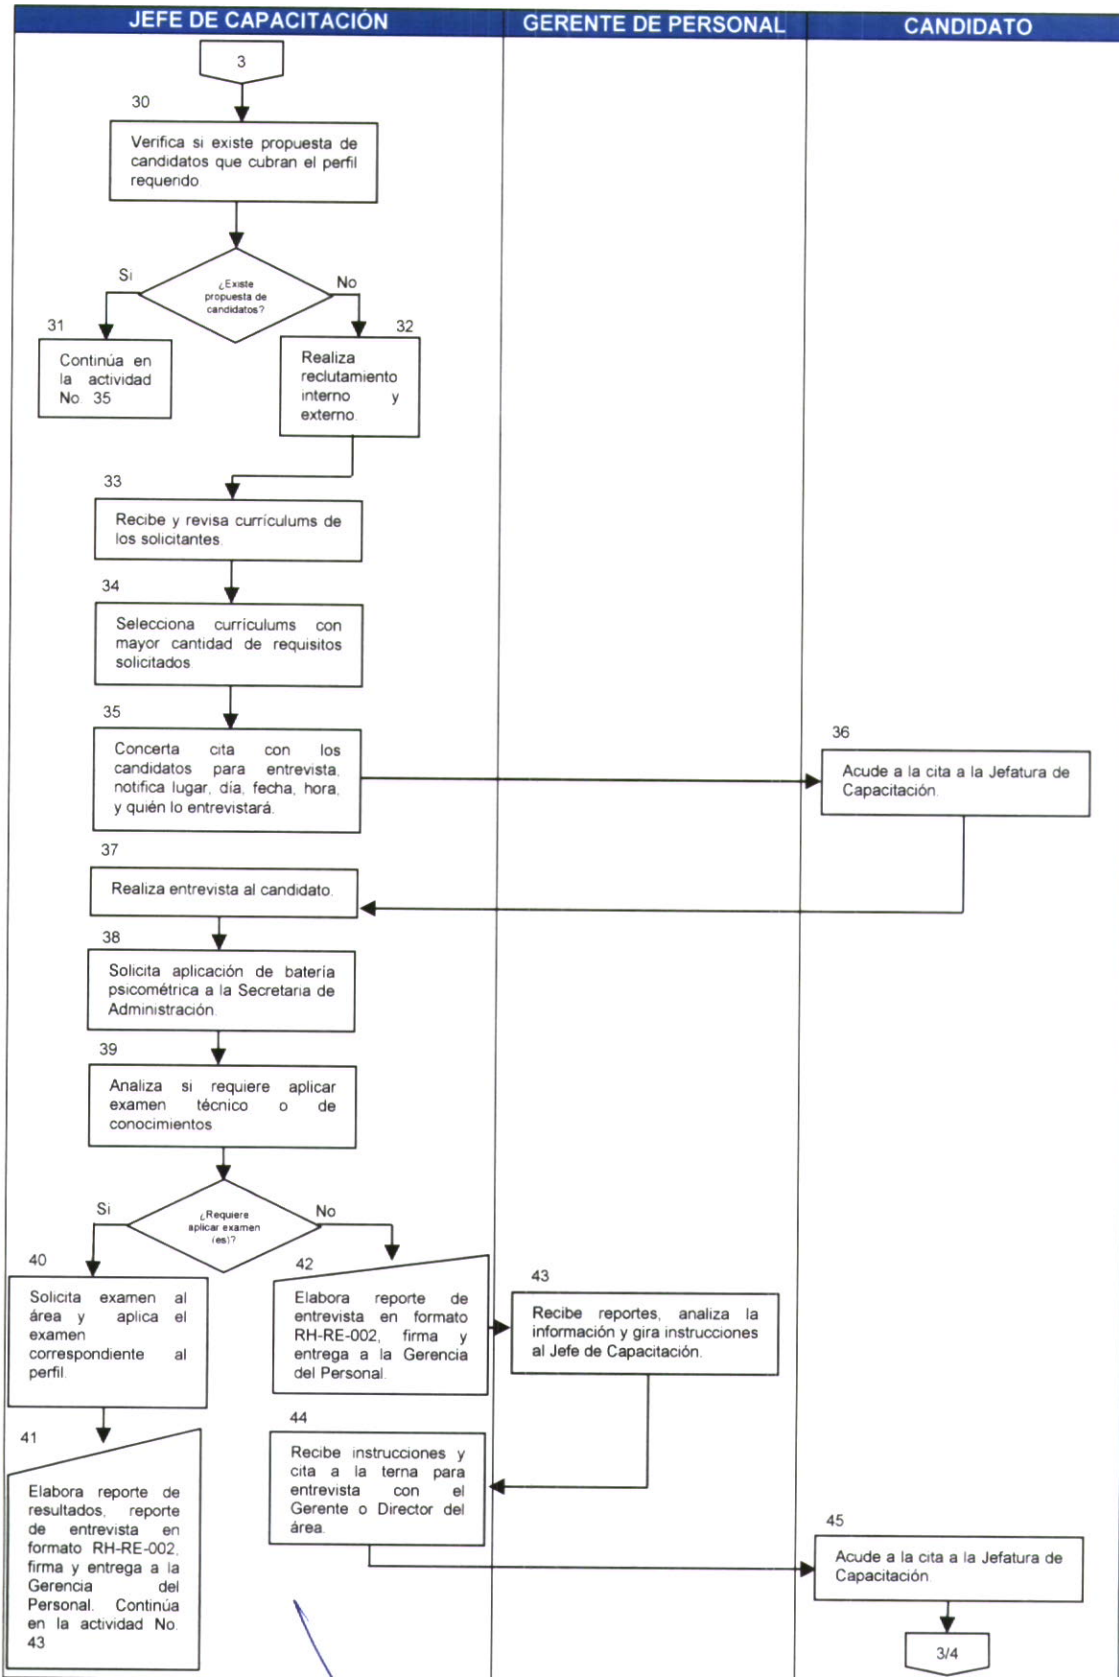 JEFE DE CAPACITACIÓN
GERENTE DE PERSONAL
CANDIDATO
3
30
Verifica si existe propuesta de
candidatos que cubran el perfil
requerido.
¿Existe
propuesta de
candidatos?
Si
No
31
Continúa en
la actividad
No. 35
32
Realiza
reclutamiento
interno y
externo.
33
Recibe y revisa currículums de
los solicitantes.
34
Selecciona currículums con
mayor cantidad de requisitos
solicitados.
35
Concerta cita con los
candidatos para entrevista,
notifica lugar, día, fecha, hora,
y quién lo entrevistará.
36
Acude a la cita a la Jefatura de
Capacitación.
37
Realiza entrevista al candidato.
38
Solicita aplicación de batería
psicométrica a la Secretaria de
Administración.
39
Analiza si requiere aplicar
examen técnico o de
conocimientos
¿Requiere
aplicar examen
(es)?
Si
No
40
Solicita examen al
área y aplica el
examen
correspondiente al
perfil.
41
Elabora reporte de
resultados, reporte
de entrevista en
formato RH-RE-002,
firma y entrega a la
Gerencia del
Personal. Continúa
en la actividad No.
43
42
Elabora reporte de
entrevista en formato
RH-RE-002, firma y
entrega a la Gerencia
del Personal.
43
Recibe reportes, analiza la
información y gira instrucciones
al Jefe de Capacitación.
44
Recibe instrucciones y
cita a la terna para
entrevista con el
Gerente o Director del
área.
45
Acude a la cita a la Jefatura de
Capacitación.
3/4